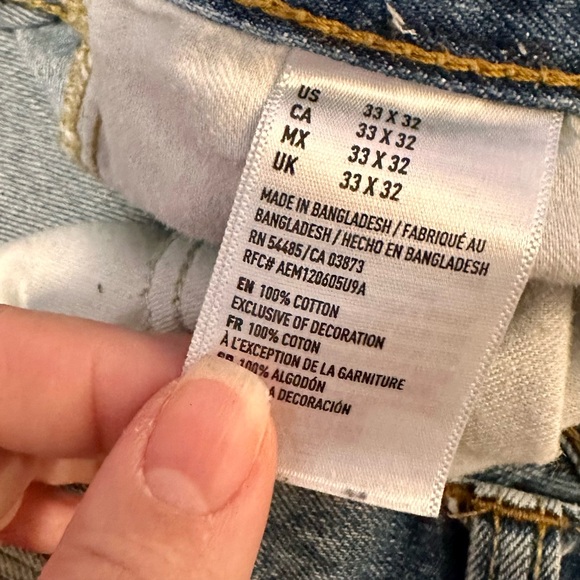 US 33 X 32
CA 33 X 32
MX 33 X 32
UK 33 X 32
MADE IN BANGLADESH / FABRIQUÉ AU
BANGLADESH / HECHO EN BANGLADESH
RN 54485/CA 03873
RFC# AEM120605U9A
EN 100% COTTON
EXCLUSIVE OF DECORATION
FR 100% COTON
À L'EXCEPTION DE LA GARNITURE
100% ALGODÓN
DECORACIÓN